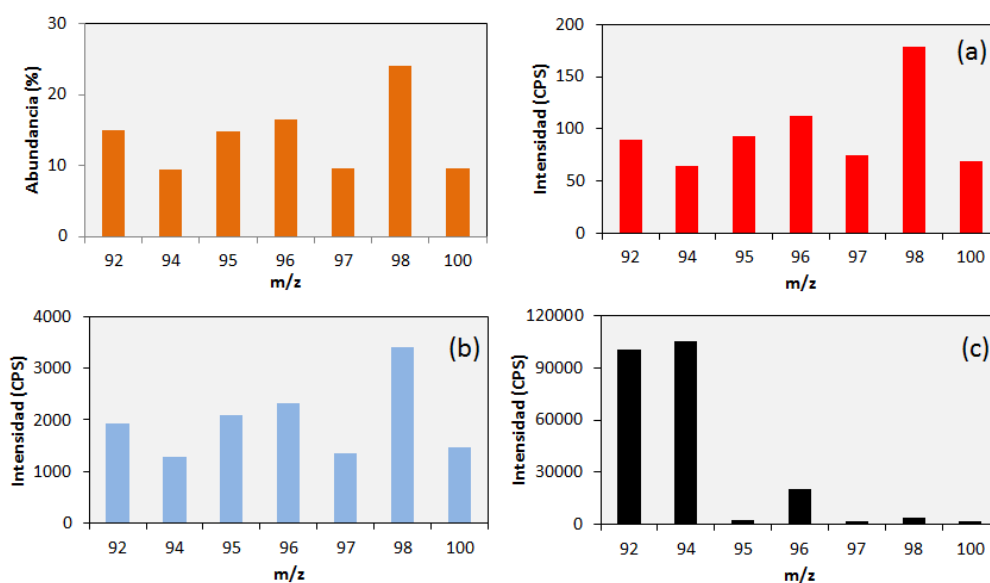 30
20
10
0
Abundancia (%)
92 94 95 96 97 98 100
m/z
200
150
100
50
0
Intensidad (CPS)
(a)
92 94 95 96 97 98 100
m/z
4000
3000
2000
1000
0
Intensidad (CPS)
(b)
92 94 95 96 97 98 100
m/z
120000
90000
60000
30000
0
Intensidad (CPS)
(c)
92 94 95 96 97 98 100
m/z